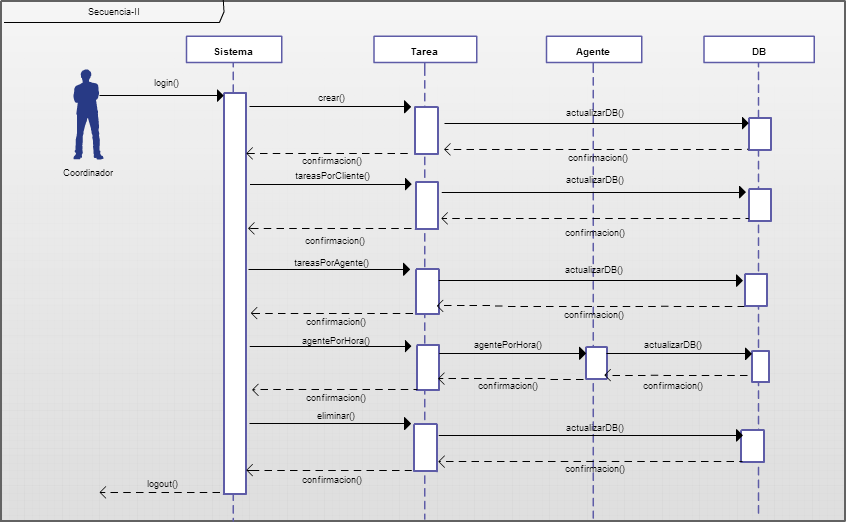 Secuencia-II
Sistema
Tarea
Agente
DB
login()
crear()
actualizarDB()
confirmacion()
confirmacion()
Coordinador
tareasPorCliente()
actualizarDB()
confirmacion()
confirmacion()
tareasPorAgente()
actualizarDB()
confirmacion()
confirmacion()
agentePorHora()
agentePorHora()
actualizarDB()
confirmacion()
confirmacion()
confirmacion()
eliminar()
actualizarDB()
confirmacion()
confirmacion()
logout()